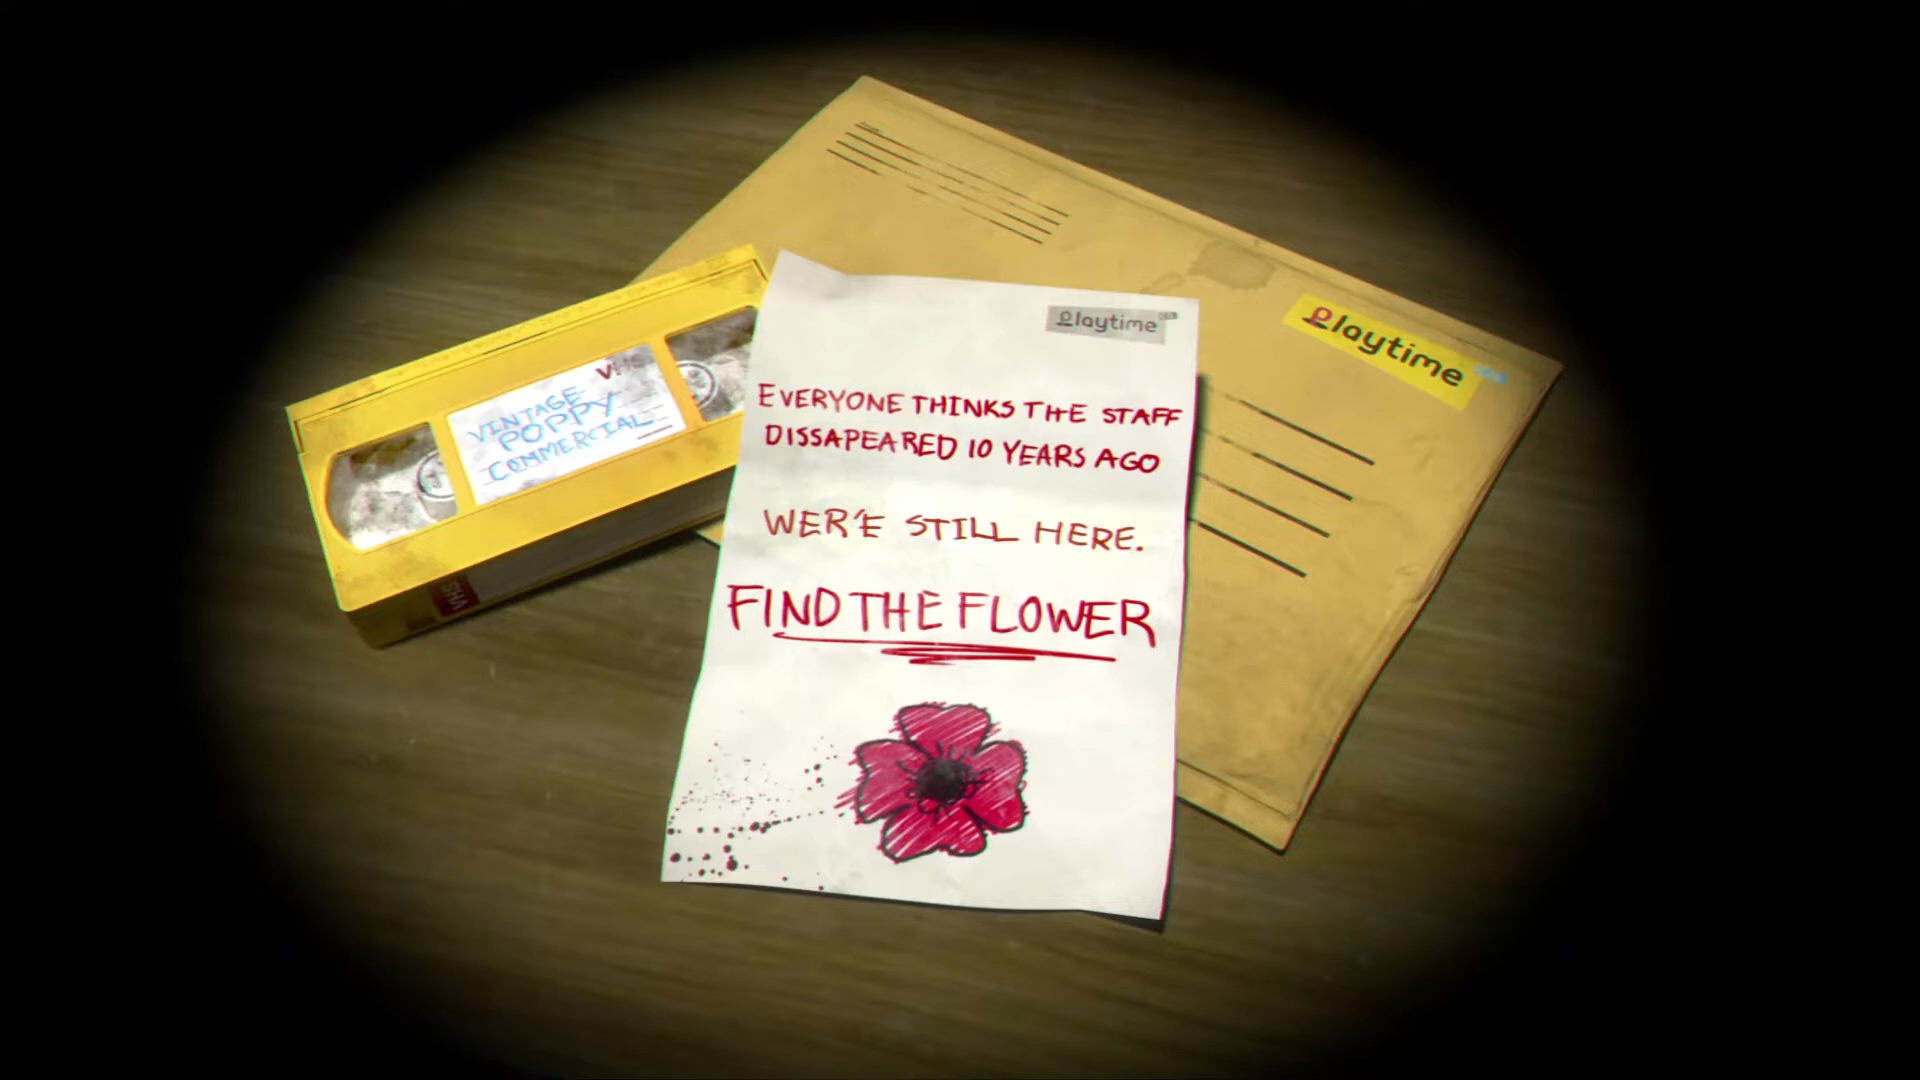 Playtime
Playtime
VHS
VINTAGE
POPPY
COMMERCIAL
VHS
EVERYONE THINKS THE STAFF
DISSAPEARED 10 YEARS AGO
WER'E STILL HERE.
FIND THE FLOWER